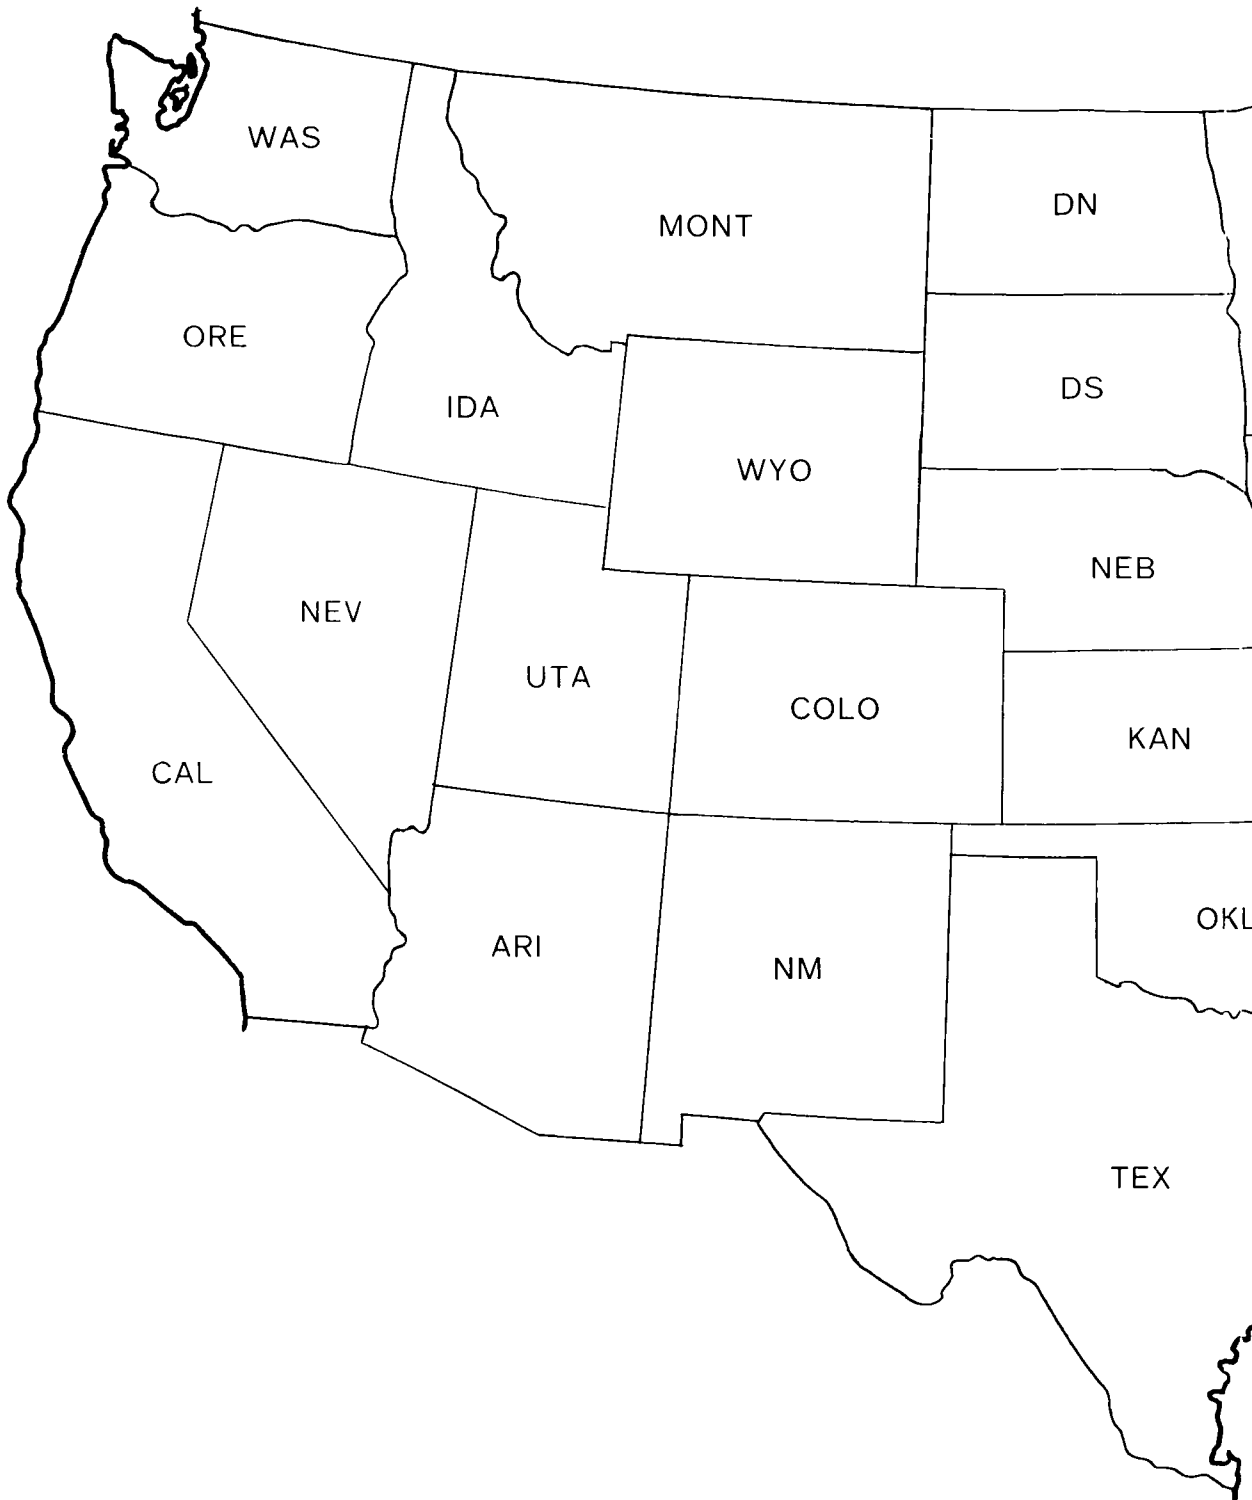 WAS
MONT
DN
ORE
DS
IDA
WYO
NEB
NEV
UTA
COLO
KAN
CAL
OKL
ARI
NM
TEX